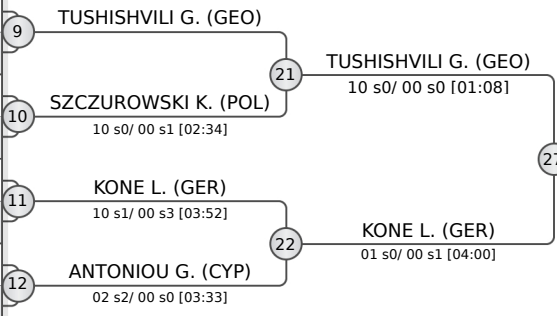 TUSHISHVILI G. (GEO)
9
21
TUSHISHVILI G. (GEO)
10 s0/ 00 s0 [01:08]
SZCZUROWSKI K. (POL)
10
10 s0/ 00 s1 [02:34]
27
KONE L. (GER)
11
10 s1/ 00 s3 [03:52]
22
KONE L. (GER)
01 s0/ 00 s1 [04:00]
ANTONIOU G. (CYP)
12
02 s2/ 00 s0 [03:33]